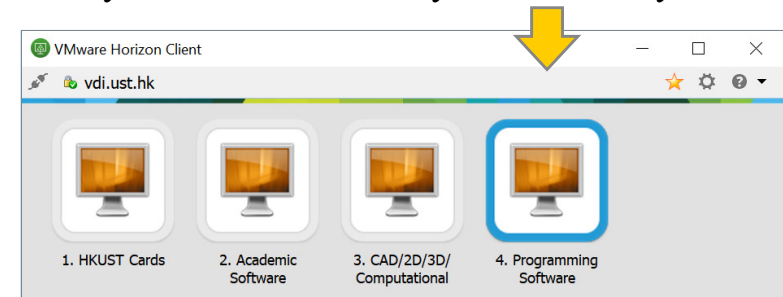 VMware Horizon Client
vdi.ust.hk
1. HKUST Cards
2. Academic
Software
3. CAD/2D/3D/
Computational
4. Programming
Software